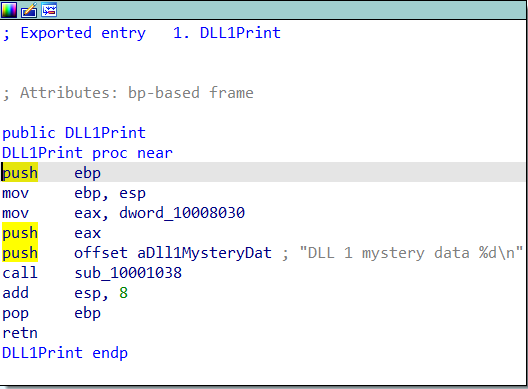 ; Exported entry   1. DLL1Print
; Attributes: bp-based frame
public DLL1Print
DLL1Print proc near
push    ebp
mov     ebp, esp
mov     eax, dword_10008030
push    eax
push    offset aDll1MysteryDat ; "DLL 1 mystery data %d\n"
call    sub_10001038
add     esp, 8
pop     ebp
retn
DLL1Print endp